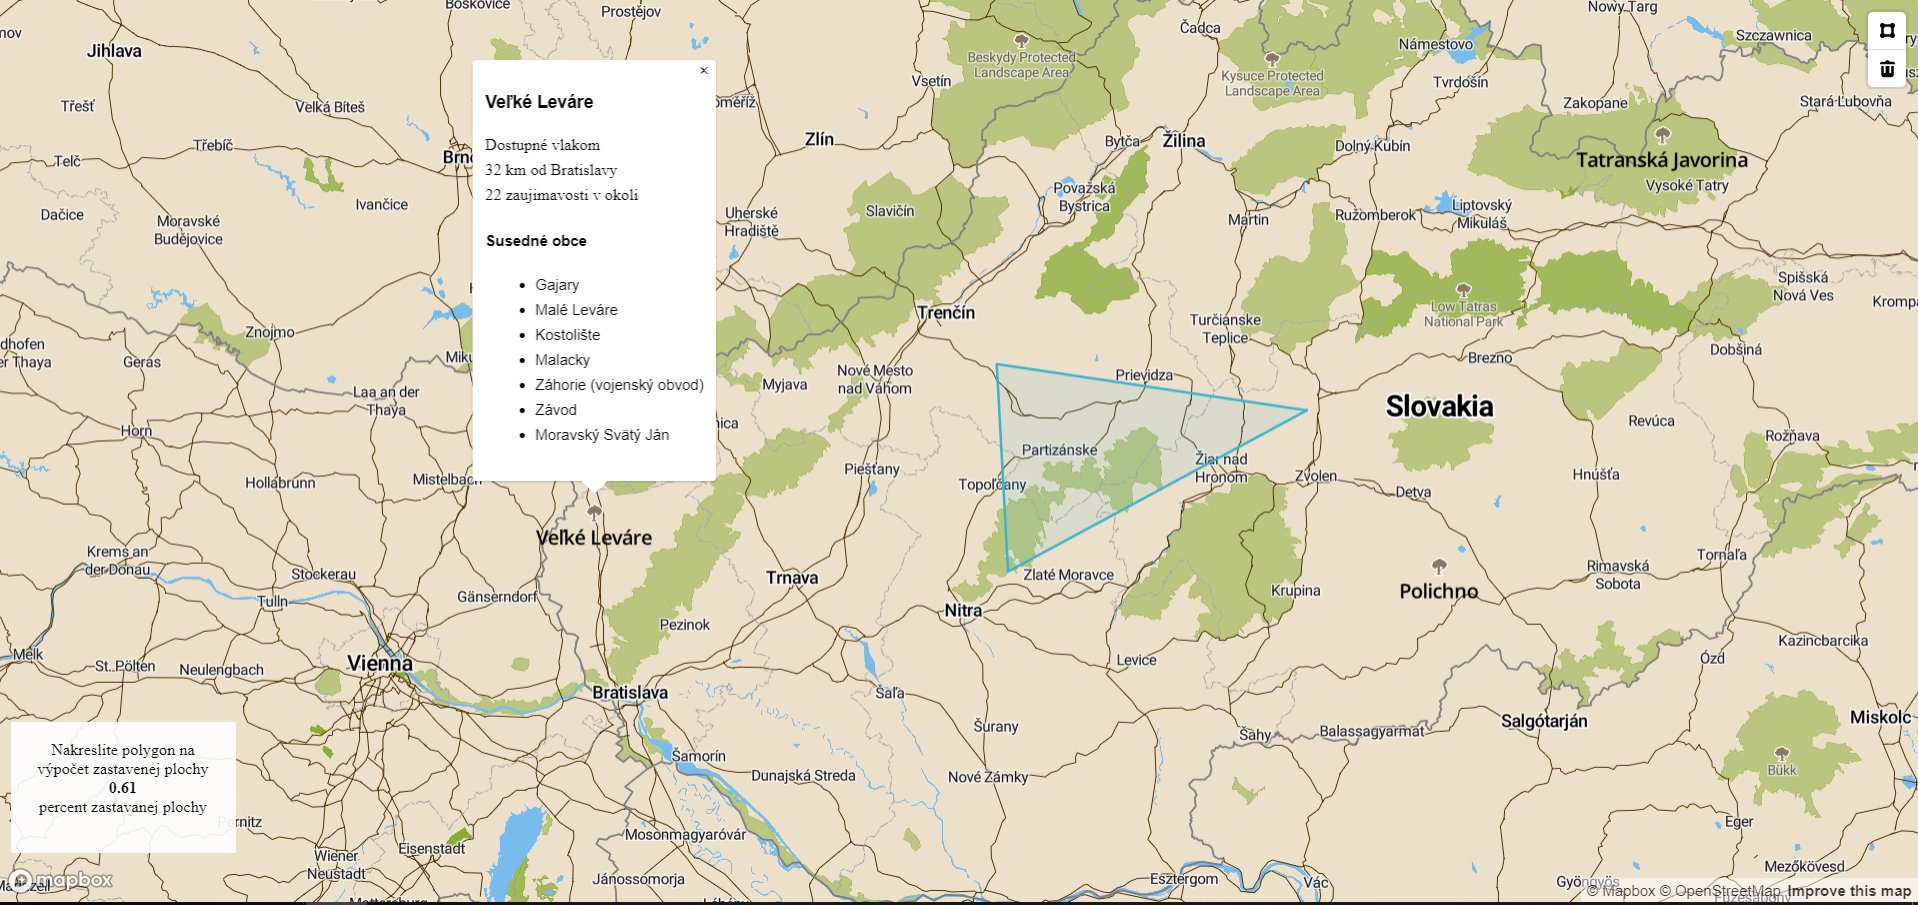 Veľké Leváre
Dostupné vlakom
32 km od Bratislavy
22 zaujimavosti v okoli
Susedné obce
Gajary
Malé Leváre
Kostolište
Malacky
Záhorie (vojenský obvod)
Závod
Moravský Svätý Ján
Nakreslite polygon na
výpočet zastavenej plochy
0.61
percent zastavanej plochy
Boskovice
Prostějov
Jihlava
Třešť
Velká Bíteš
Třebíč
Telč
Ivančice
Dačice
Moravské
Budějovice
Znojmo
Geras
Laa an der
Thaya
Horn
Hollabrunn
Mistelbach
Krems an
der Donau
Stockerau
Tulln
Gänserndorf
Melk
St. Pölten
Neulengbach
Vienna
Wiener
Neustadt
Eisenstadt
Čadca
Nowy Targ
Szczawnica
Námestovo
Beskydy Protected
Landscape Area
Vsetín
Kysuce Protected
Landscape Area
Tvrdošín
Zakopane
Stará Ľubovňa
Zlín
Bytča
Žilina
Dolný Kubín
Tatranská Javorina
Vysoké Tatry
Považská
Bystrica
Uherské
Hradiště
Slavičín
Martin
Ružomberok
Liptovský
Mikuláš
Spišská
Nová Ves
Trenčín
Turčianske
Teplice
Low Tatras
National Park
Brezno
Dobšiná
Myjava
Nové Mesto
nad Váhom
Prievidza
Slovakia
Revúca
Rožňava
Partizánske
Žiar nad
Hronom
Piešťany
Topoľčany
Zvolen
Detva
Hnúšťa
Veľké Leváre
Tornaľa
Trnava
Zlaté Moravce
Krupina
Polichno
Rimavská
Sobota
Nitra
Pezinok
Levice
Kazincbarcika
Ózd
Bratislava
Šaľa
Šurany
Šahy
Balassagyarmat
Salgótarján
Miskolc
Šamorín
Dunajská Streda
Nové Zámky
Bükk
Mosonmagyaróvár
Eger
Jánossomorja
Esztergom
Vác
Mezőkövesd
mapbox
© Mapbox © OpenStreetMap Improve this map